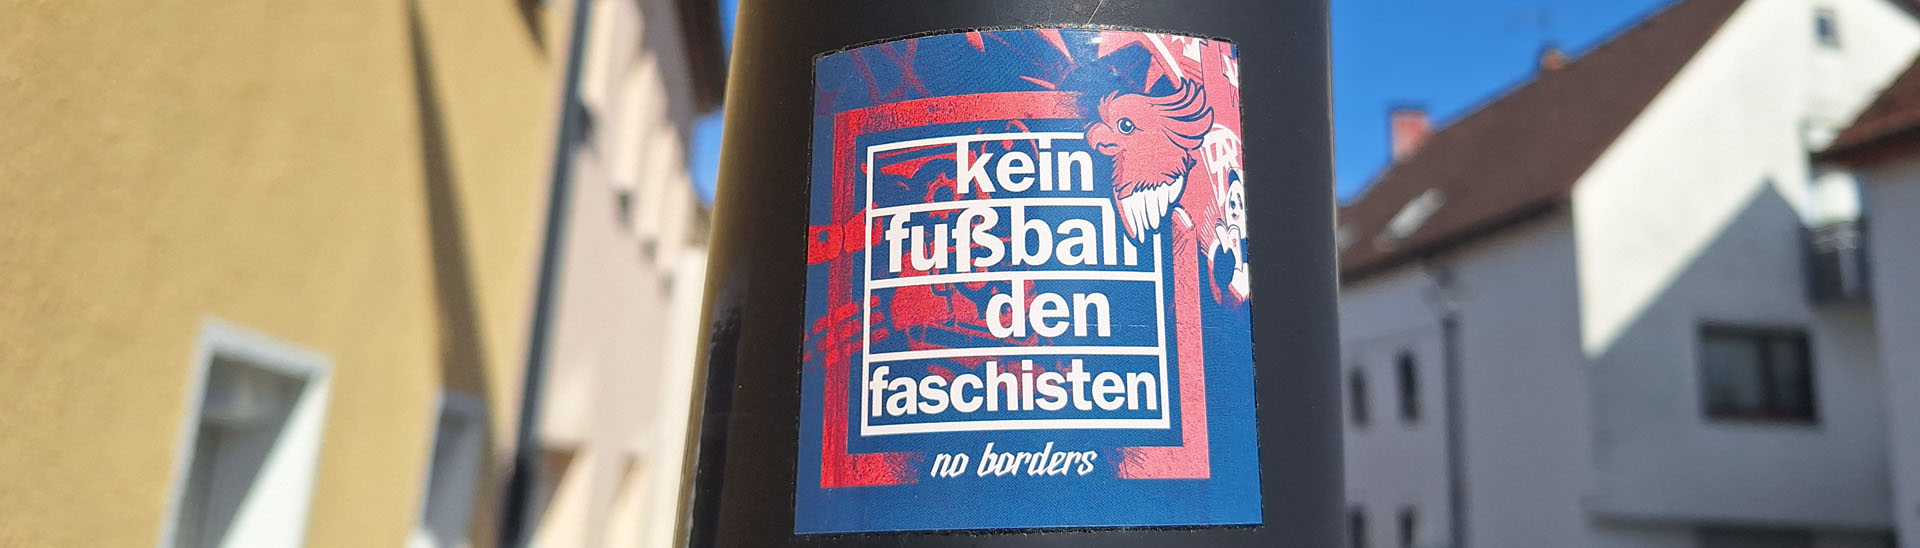 kein
fußball
den
faschisten
no borders